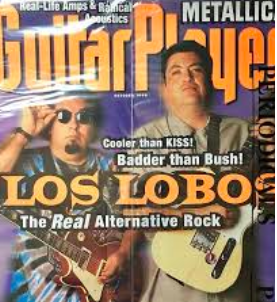 Real-Life Amps & Radical
Acoustics
METALLIC
Guitar Player
Cooler than KISS!
Badder than Bush!
LOS LOBO
The Real Alternative Rock